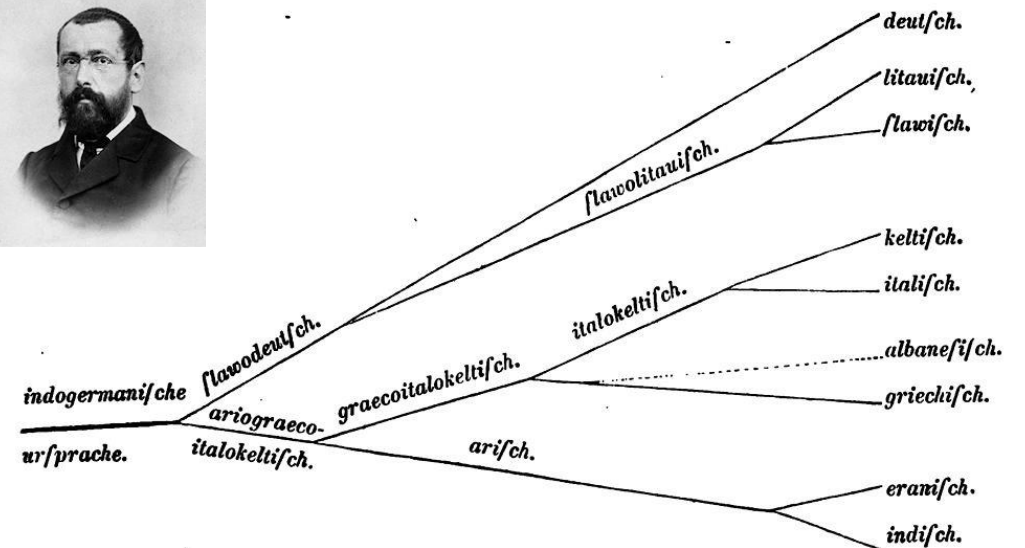 deutſch.
litauiſch.
ſlawiſch.
ſlawolitauiſch.
keltiſch.
italiſch.
italokeltiſch.
albaneſiſch.
griechiſch.
ſlawodeutſch.
graecoitalokeltiſch.
indogermaniſche
urſprache.
ariograeco-
italokeltiſch.
ariſch.
eraniſch.
indiſch.